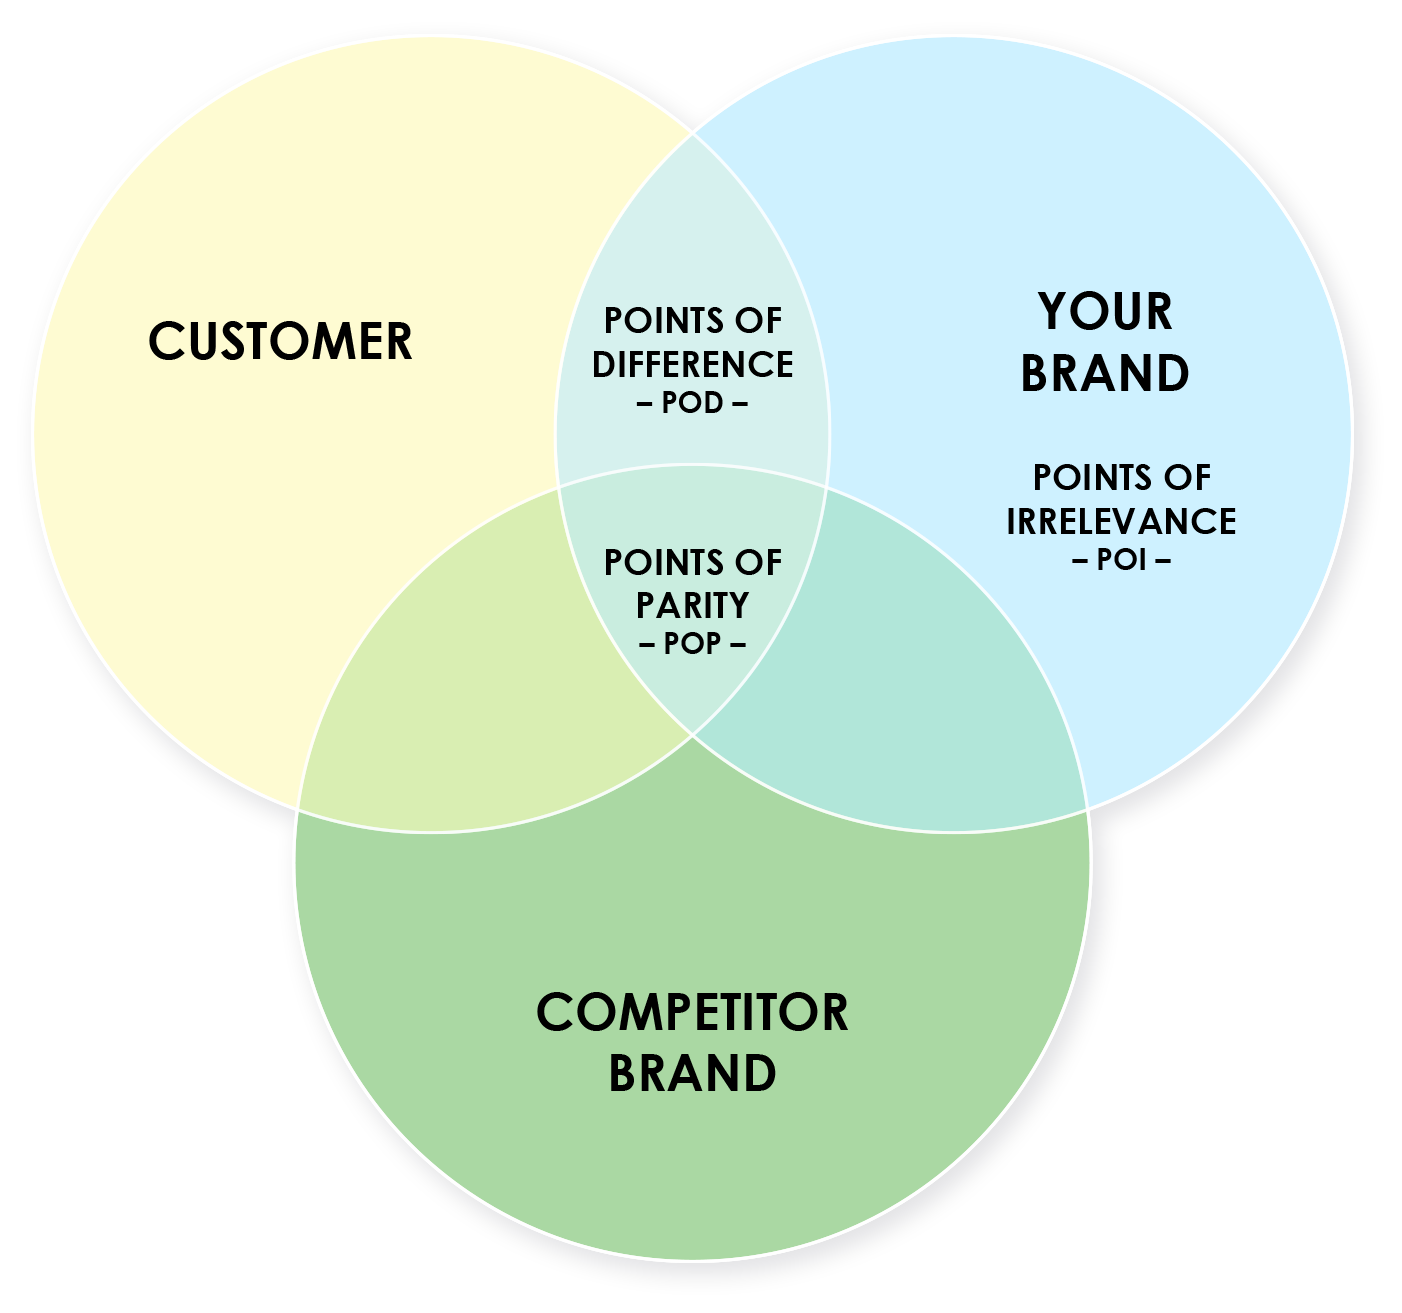 CUSTOMER
YOUR
BRAND
POINTS OF
DIFFERENCE
– POD –
POINTS OF
IRRELEVANCE
– POI –
POINTS OF
PARITY
– POP –
COMPETITOR
BRAND